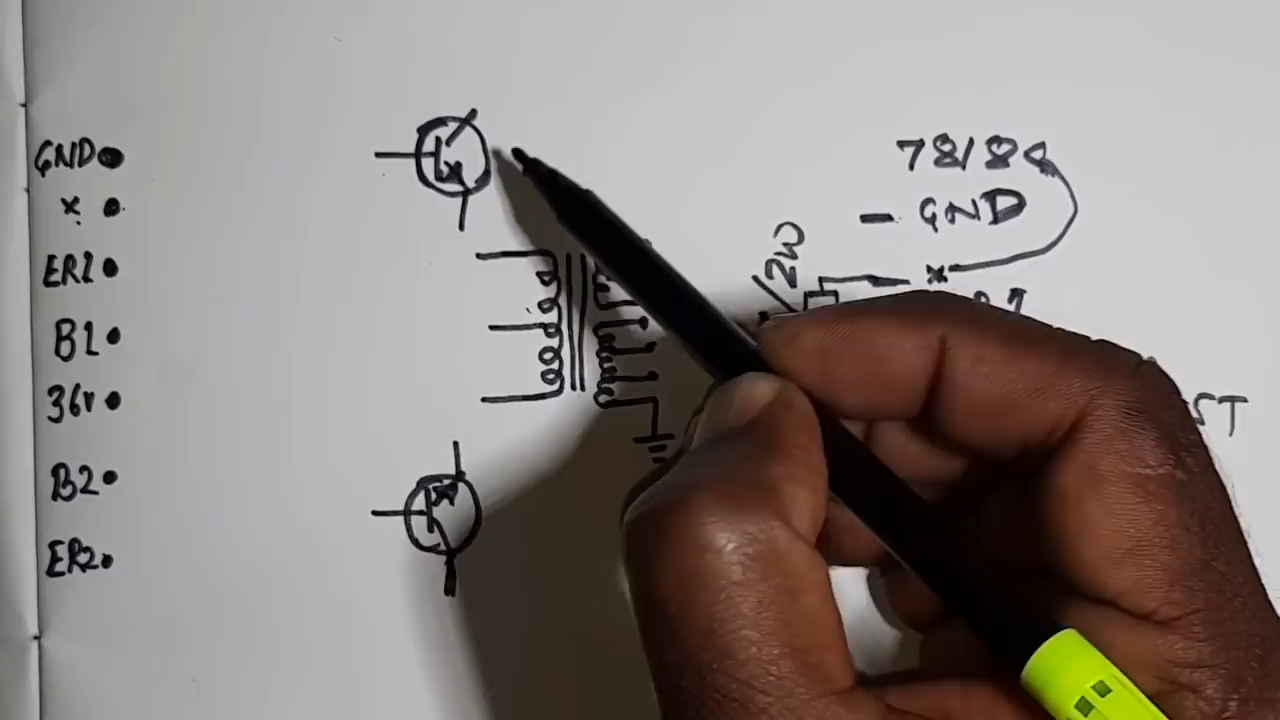 GND
x
ER1
B1
36v
B2
ER2
/2W
7818
- GND
x
ST